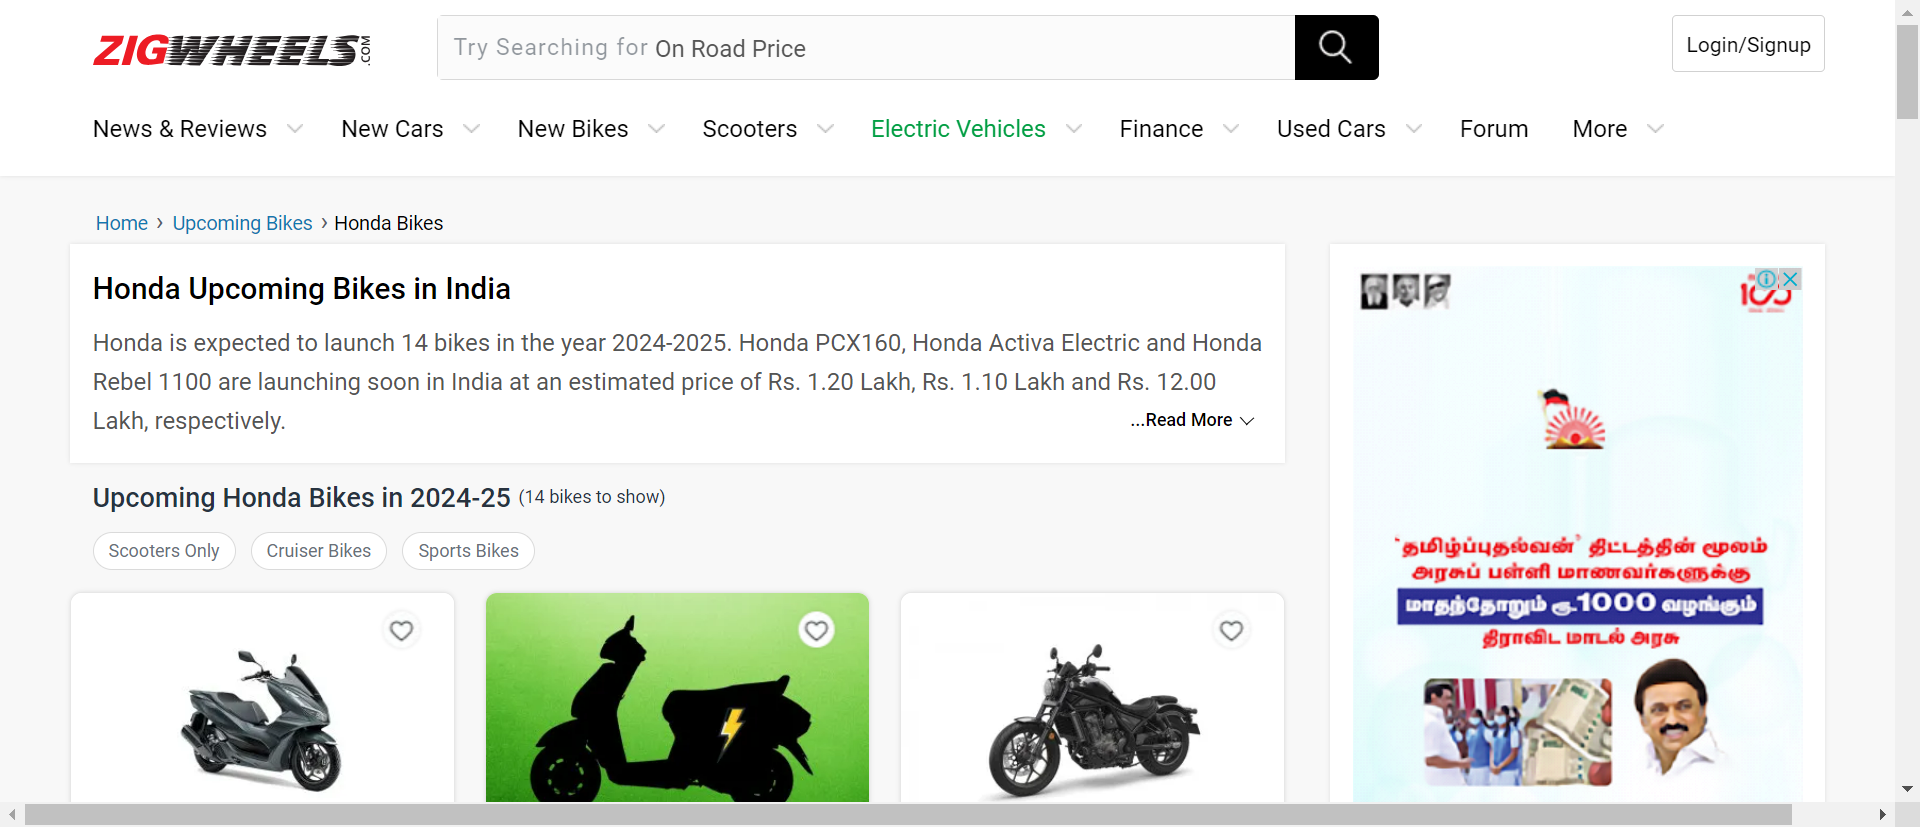 ZIGWHEELS.COM
Try Searching for On Road Price
Login/Signup
News & Reviews
New Cars
New Bikes
Scooters
Electric Vehicles
Finance
Used Cars
Forum
More
Home › Upcoming Bikes › Honda Bikes
Honda Upcoming Bikes in India
Honda is expected to launch 14 bikes in the year 2024-2025. Honda PCX160, Honda Activa Electric and Honda
Rebel 1100 are launching soon in India at an estimated price of Rs. 1.20 Lakh, Rs. 1.10 Lakh and Rs. 12.00
Lakh, respectively.
...Read More
Upcoming Honda Bikes in 2024-25 (14 bikes to show)
Scooters Only
Cruiser Bikes
Sports Bikes
'தமிழ்ப்புதல்வன்' திட்டத்தின் மூலம்
அரசுப் பள்ளி மாணவர்களுக்கு
மாதந்தோறும் ரூ.1000 வழங்கும்
திராவிட மாடல் அரசு